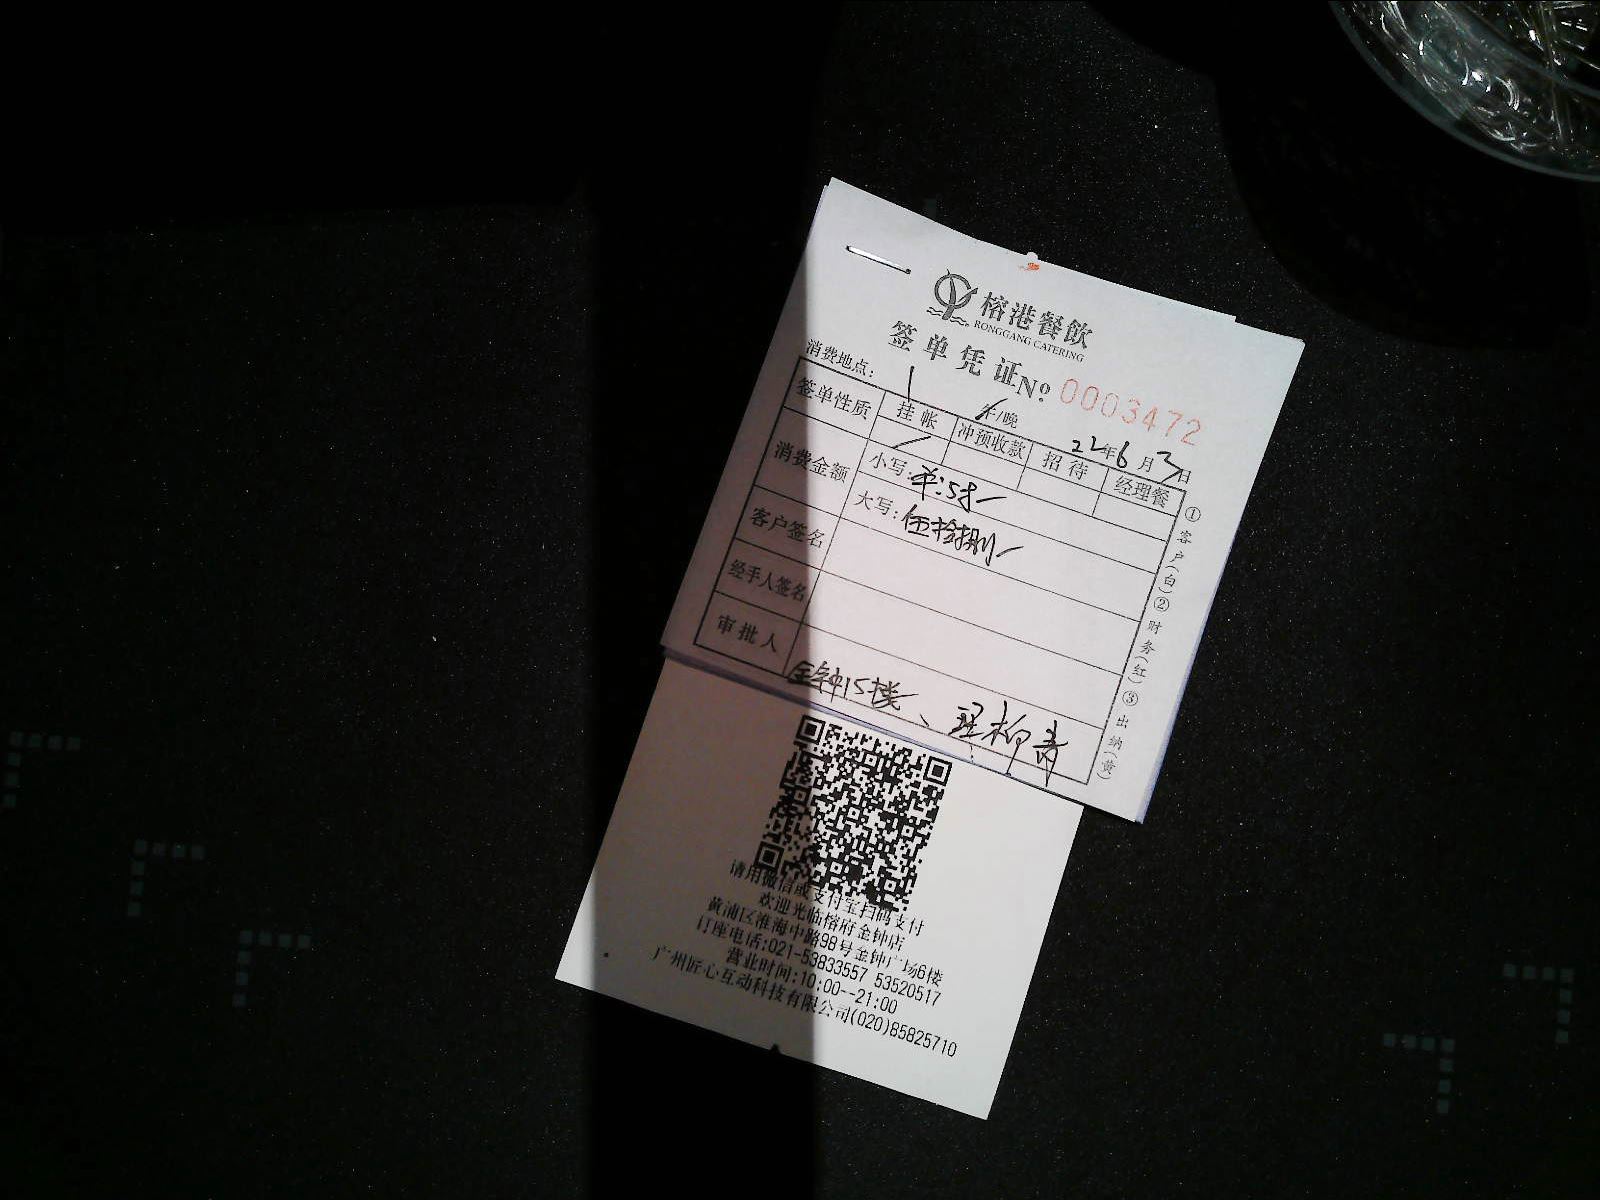 榕港餐飲
RONGGANG CATERING
签单凭证 Nº 0003472
消费地点: 午/晚 22年6月3日
签单性质 挂帐 冲预收款 招待 经理餐
消费金额 小写:
大写: 伍拾捌
客户签名
经手人签名
审批人
金钟15楼、
①客户(白)②财务(红)③出纳(黄)
请用微信或支付宝扫码支付
欢迎光临榕府金钟店
黄浦区淮海中路98号金钟广场6楼
订座电话:021-53833557 53520517
营业时间:10:00--21:00
广州匠心互动科技有限公司(020)85825710